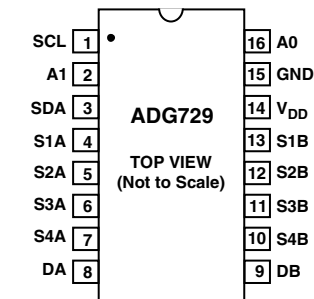 SCL 1 16 A0
A1 2 15 GND
SDA 3 14 VDD
ADG729
S1A 4 13 S1B
TOP VIEW
S2A 5 12 S2B
(Not to Scale)
S3A 6 11 S3B
S4A 7 10 S4B
DA 8 9 DB